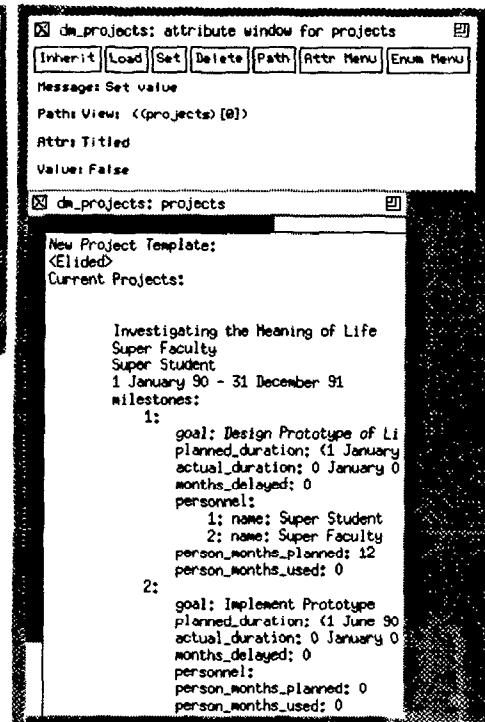 dm_projects: attribute window for projects
Inherit Load Set Delete Path Attr Menu Enum Menu
Message: Set value
Path: View: ((projects)[0])
Attr: Titled
Value: False
dm_projects: projects
New Project Template:
<Elided>
Current Projects:
Investigating the Meaning of Life
Super Faculty
Super Student
1 January 90 - 31 December 91
milestones:
1:
goal: Design Prototype of Li
planned_duration: (1 January
actual_duration: 0 January 0
months_delayed: 0
personnel:
1: name: Super Student
2: name: Super Faculty
person_months_planned: 12
person_months_used: 0
2:
goal: Implement Prototype
planned_duration: (1 June 90
actual_duration: 0 January 0
months_delayed: 0
personnel:
person_months_planned: 0
person_months_used: 0